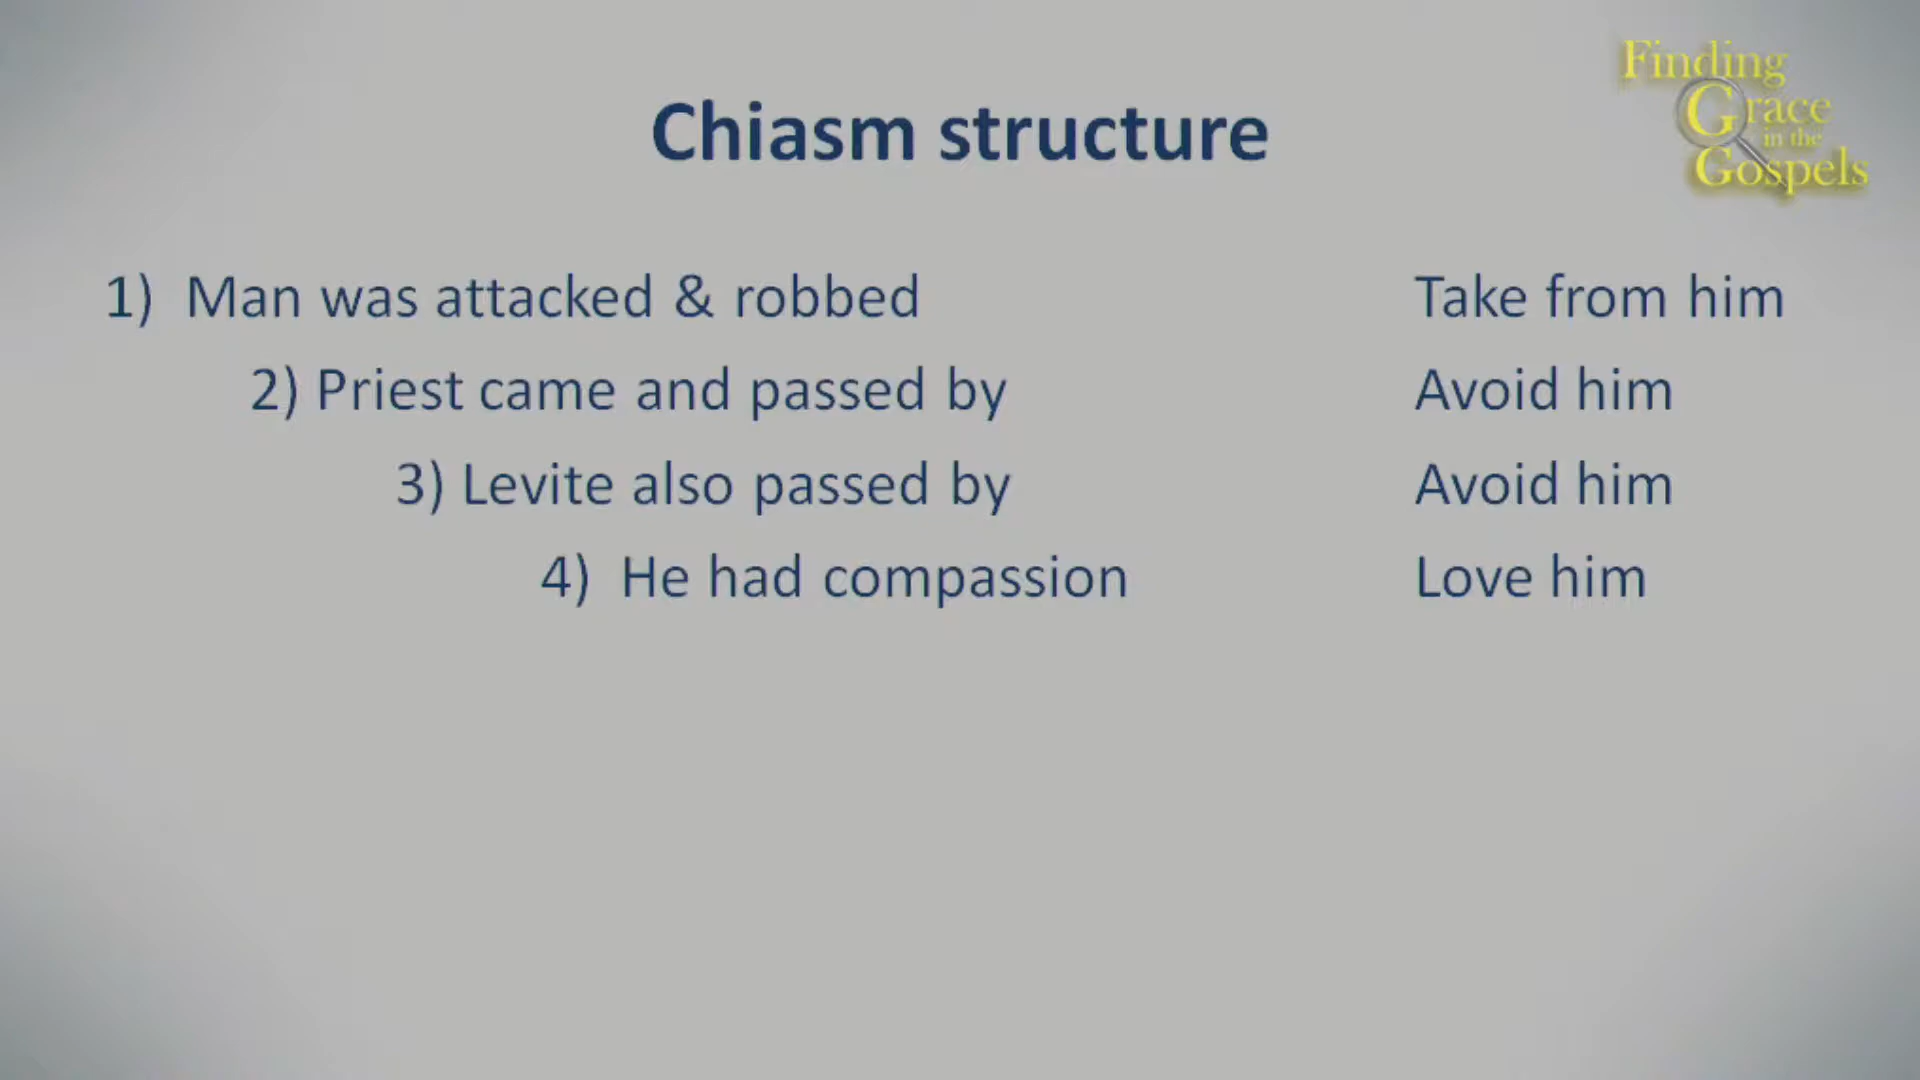 Finding
Grace
in the
Gospels
Chiasm structure
1) Man was attacked & robbed Take from him
2) Priest came and passed by Avoid him
3) Levite also passed by Avoid him
4) He had compassion Love him